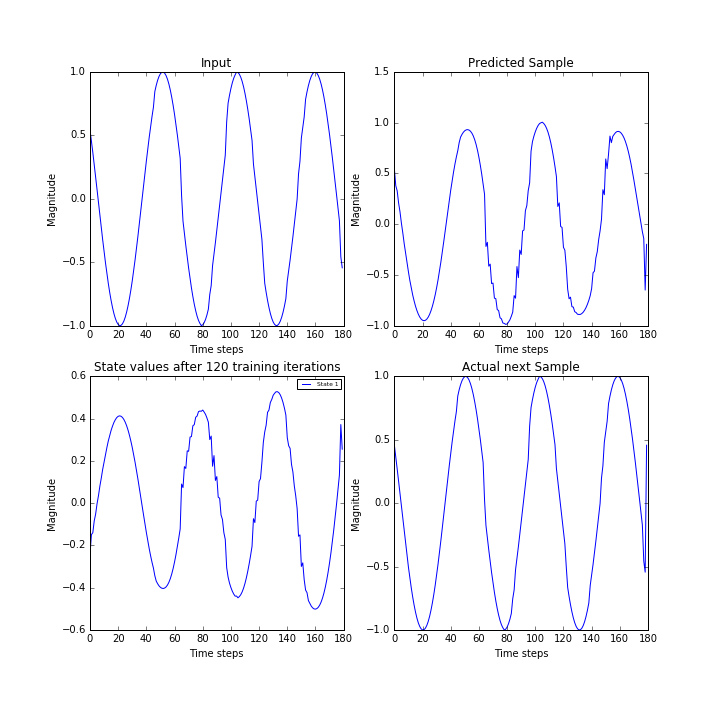 Input
Magnitude
1.0
0.5
0.0
−0.5
−1.0
0 20 40 60 80 100 120 140 160 180
Time steps
Predicted Sample
Magnitude
1.5
1.0
0.5
0.0
−0.5
−1.0
0 20 40 60 80 100 120 140 160 180
Time steps
State values after 120 training iterations
State 1
Magnitude
0.6
0.4
0.2
0.0
−0.2
−0.4
−0.6
0 20 40 60 80 100 120 140 160 180
Time steps
Actual next Sample
Magnitude
1.0
0.5
0.0
−0.5
−1.0
0 20 40 60 80 100 120 140 160 180
Time steps